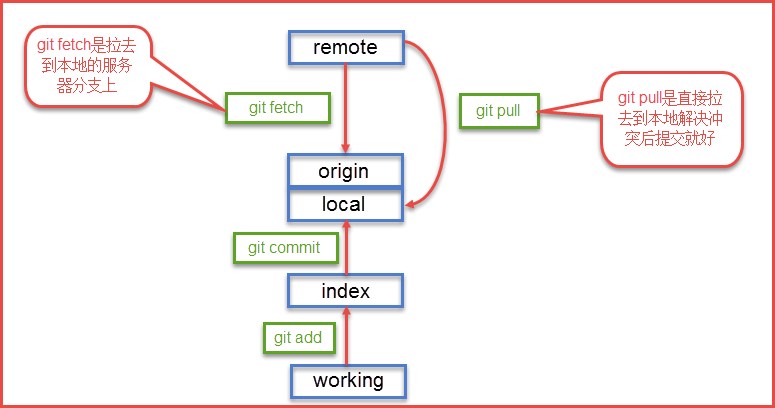 git fetch是拉去
到本地的服务
器分支上
remote
git fetch
git pull
git pull是直接拉
去到本地解决冲
突后提交就好
origin
local
git commit
index
git add
working